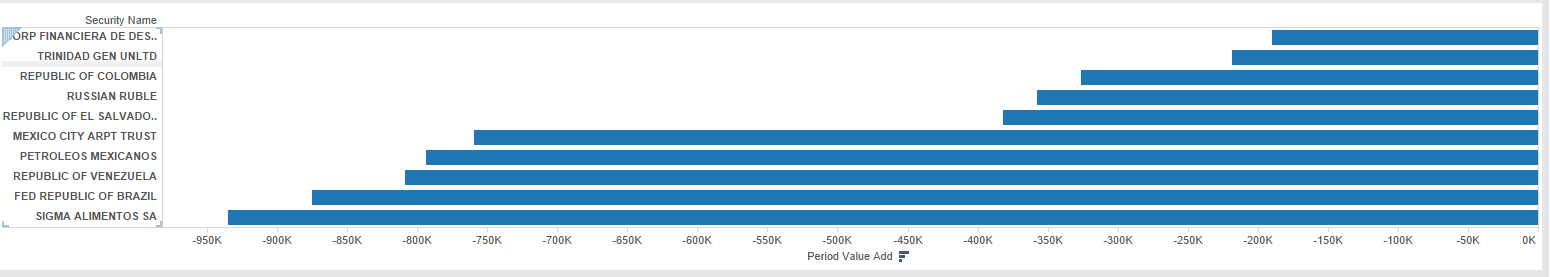 Security Name
ORP FINANCIERA DE DES..
TRINIDAD GEN UNLTD
REPUBLIC OF COLOMBIA
RUSSIAN RUBLE
REPUBLIC OF EL SALVADO..
MEXICO CITY ARPT TRUST
PETROLEOS MEXICANOS
REPUBLIC OF VENEZUELA
FED REPUBLIC OF BRAZIL
SIGMA ALIMENTOS SA
-950K -900K -850K -800K -750K -700K -650K -600K -550K -500K -450K -400K -350K -300K -250K -200K -150K -100K -50K 0K
Period Value Add